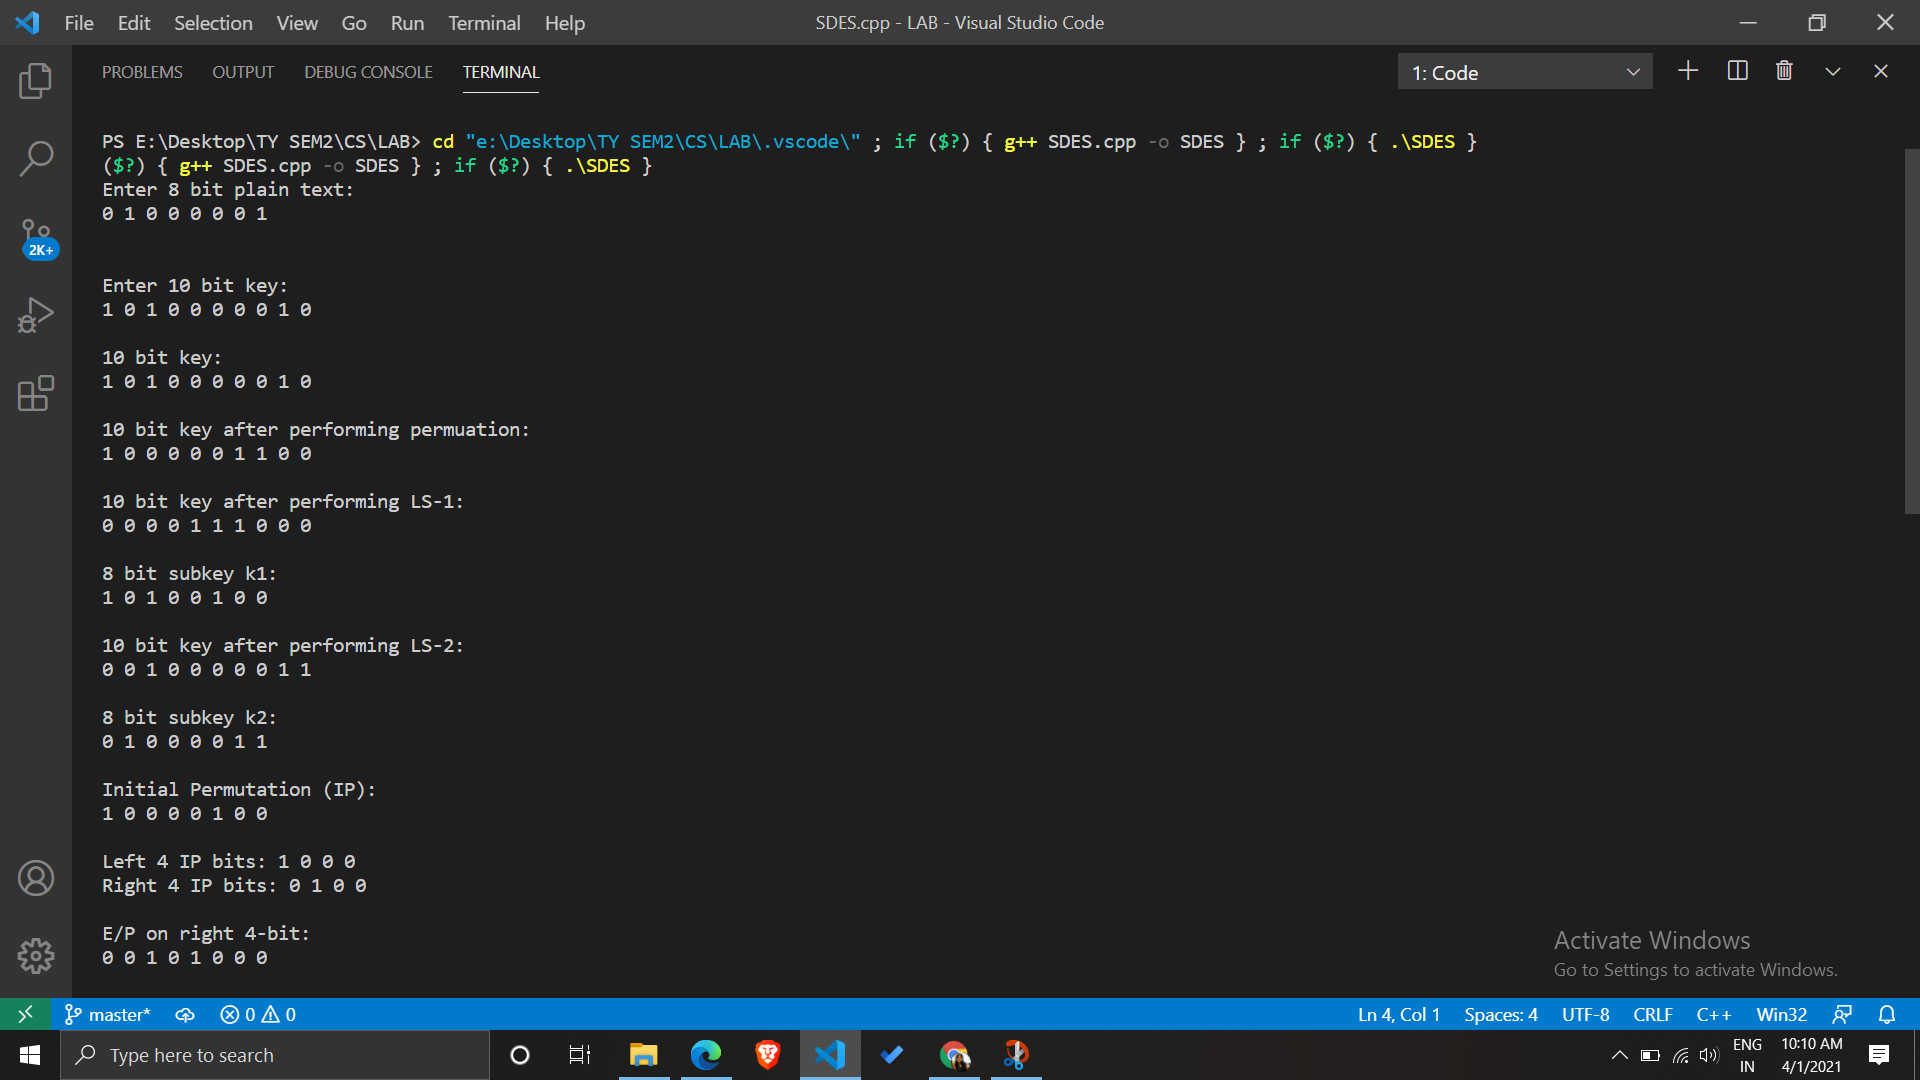 File Edit Selection View Go Run Terminal Help SDES.cpp - LAB - Visual Studio Code
PROBLEMS OUTPUT DEBUG CONSOLE TERMINAL 1: Code
PS E:\Desktop\TY SEM2\CS\LAB> cd "e:\Desktop\TY SEM2\CS\LAB\.vscode\" ; if ($?) { g++ SDES.cpp -o SDES } ; if ($?) { .\SDES }
($?) { g++ SDES.cpp -o SDES } ; if ($?) { .\SDES }
Enter 8 bit plain text:
0 1 0 0 0 0 0 1
2K+
Enter 10 bit key:
1 0 1 0 0 0 0 0 1 0
10 bit key:
1 0 1 0 0 0 0 0 1 0
10 bit key after performing permuation:
1 0 0 0 0 0 1 1 0 0
10 bit key after performing LS-1:
0 0 0 0 1 1 1 0 0 0
8 bit subkey k1:
1 0 1 0 0 1 0 0
10 bit key after performing LS-2:
0 0 1 0 0 0 0 0 1 1
8 bit subkey k2:
0 1 0 0 0 0 1 1
Initial Permutation (IP):
1 0 0 0 0 1 0 0
Left 4 IP bits: 1 0 0 0
Right 4 IP bits: 0 1 0 0
E/P on right 4-bit:
0 0 1 0 1 0 0 0
Activate Windows
Go to Settings to activate Windows.
master* 0 0 Ln 4, Col 1 Spaces: 4 UTF-8 CRLF C++ Win32
Type here to search
ENG
IN
10:10 AM
4/1/2021